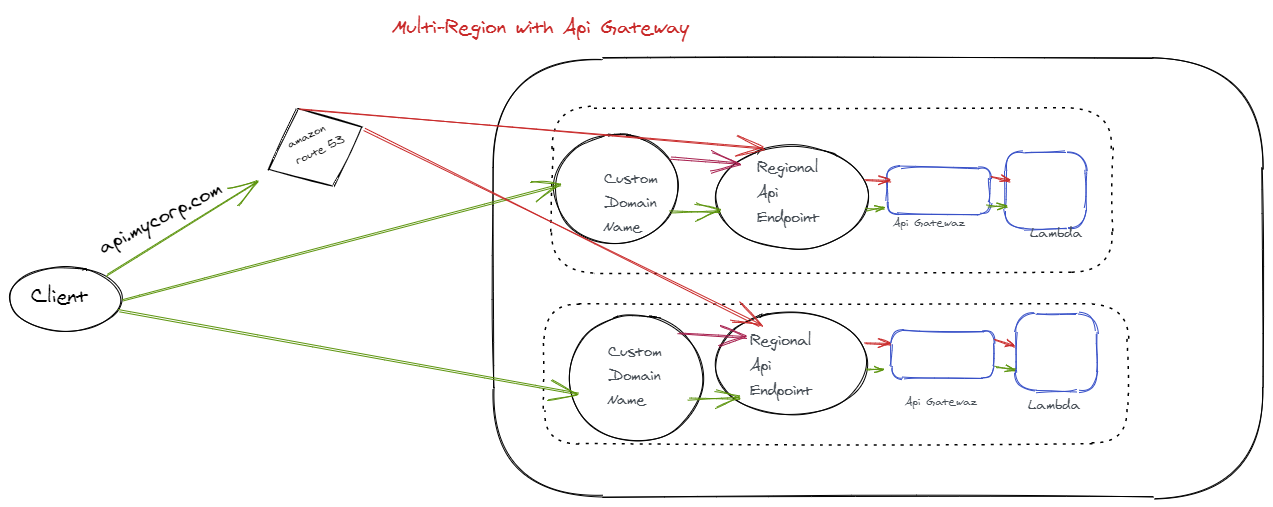 Multi-Region with Api Gateway
amazon
route 53
api.mycorp.com
Client
Custom
Domain
Name
Regional
Api
Endpoint
Api Gatewaz
Lambda
Custom
Domain
Name
Regional
Api
Endpoint
Api Gatewaz
Lambda